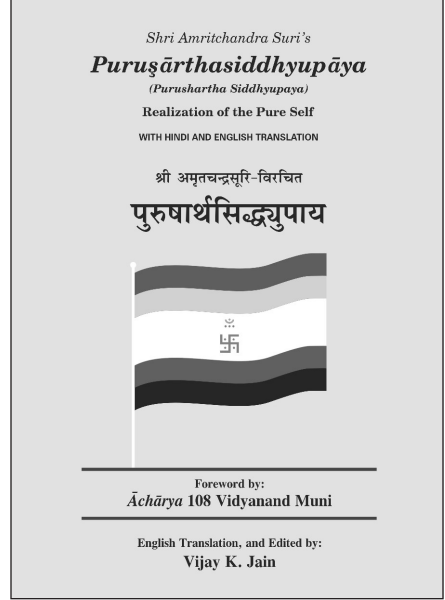 Shri Amritchandra Suri's
Puruşārthasiddhyupāya
(Purushartha Siddhyupaya)
Realization of the Pure Self
WITH HINDI AND ENGLISH TRANSLATION
श्री अमृतचन्द्रसूरि-विरचित
पुरुषार्थसिद्ध्युपाय
Foreword by:
Āchārya 108 Vidyanand Muni
English Translation, and Edited by:
Vijay K. Jain